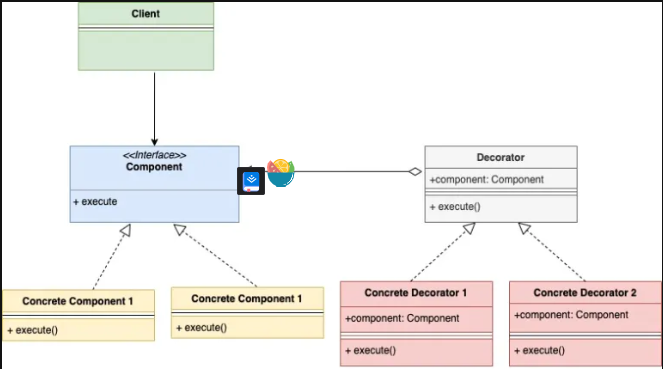 Client
<<Interface>>
Component
+ execute
Decorator
+component: Component
+ execute()
Concrete Component 1
+ execute()
Concrete Component 1
+ execute()
Concrete Decorator 1
+component: Component
+ execute()
Concrete Decorator 2
+component: Component
+ execute()